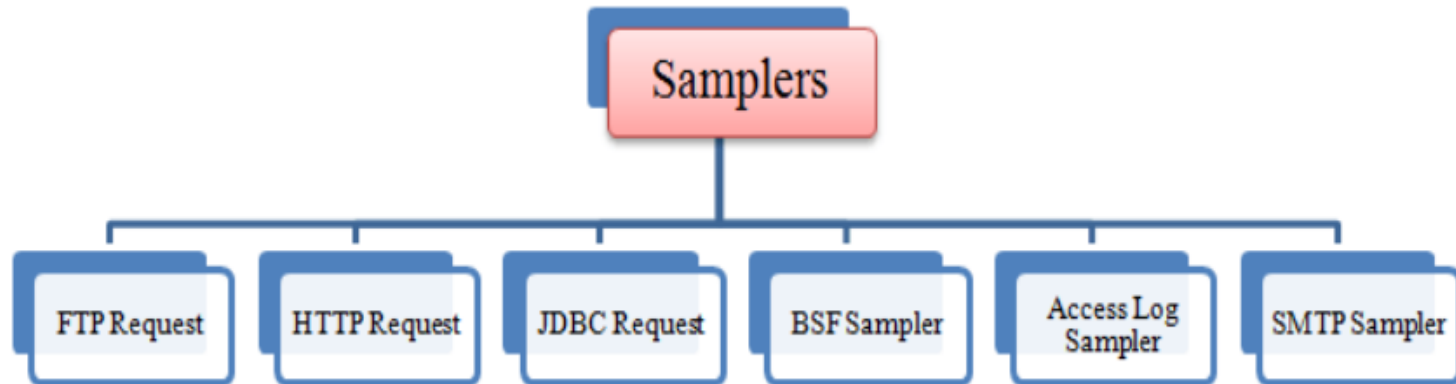 Samplers
FTP Request
HTTP Request
JDBC Request
BSF Sampler
Access Log
Sampler
SMTP Sampler